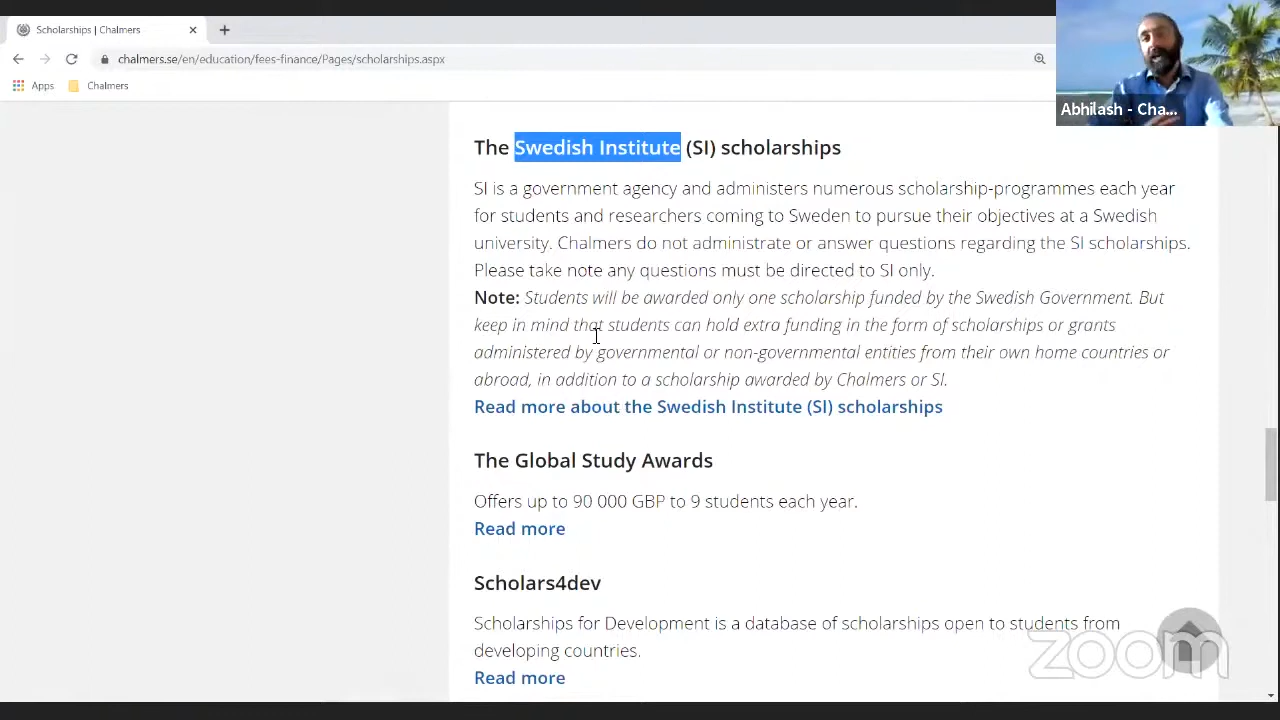 Scholarships | Chalmers
chalmers.se/en/education/fees-finance/Pages/scholarships.aspx
Apps Chalmers
Abhilash - Cha...
The Swedish Institute (SI) scholarships
SI is a government agency and administers numerous scholarship-programmes each year
for students and researchers coming to Sweden to pursue their objectives at a Swedish
university. Chalmers do not administrate or answer questions regarding the SI scholarships.
Please take note any questions must be directed to SI only.
Note: Students will be awarded only one scholarship funded by the Swedish Government. But
keep in mind that students can hold extra funding in the form of scholarships or grants
administered by governmental or non-governmental entities from their own home countries or
abroad, in addition to a scholarship awarded by Chalmers or SI.
Read more about the Swedish Institute (SI) scholarships
The Global Study Awards
Offers up to 90 000 GBP to 9 students each year.
Read more
Scholars4dev
Scholarships for Development is a database of scholarships open to students from
developing countries.
Read more
zoom